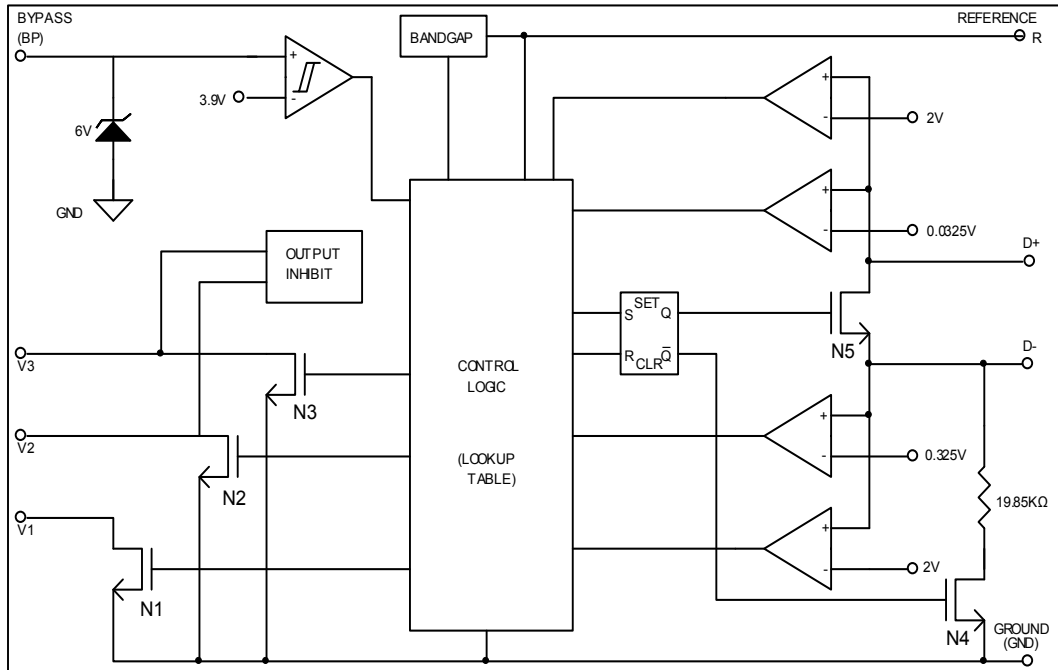 BYPASS
(BP)
REFERENCE
R
BANDGAP
+
-
3.9V
6V
GND
+
-
2V
+
-
0.0325V
D+
OUTPUT
INHIBIT
SET
S
Q
R
CLR
Q̅
N5
D-
V3
N3
CONTROL
LOGIC
(LOOKUP
TABLE)
+
-
0.325V
V2
N2
19.85KΩ
V1
+
-
2V
N1
N4
GROUND
(GND)